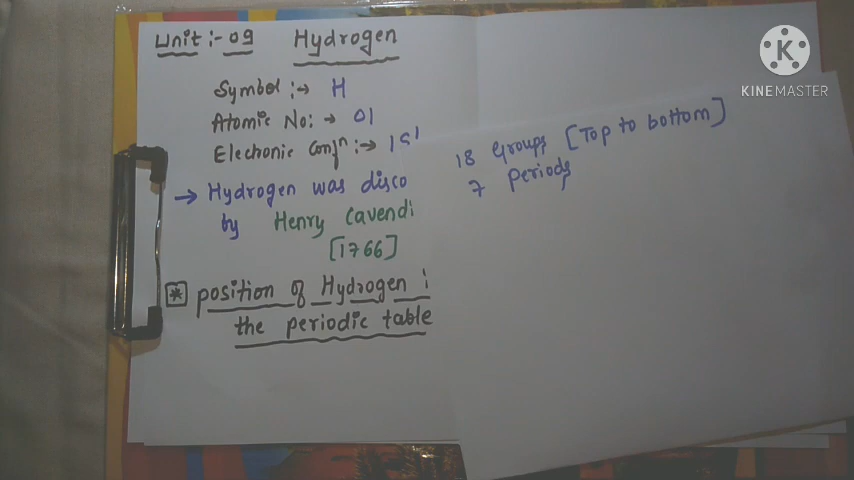 Unit :- 09 Hydrogen
Symbol :→ H
Atomic No: → 01
Electronic Confⁿ :→ 1s¹
→ Hydrogen was disco
by Henry Cavendi
[1766]
* position of Hydrogen i
the periodic table
18 Groups [Top to bottom]
7 Periods
K
KINEMASTER